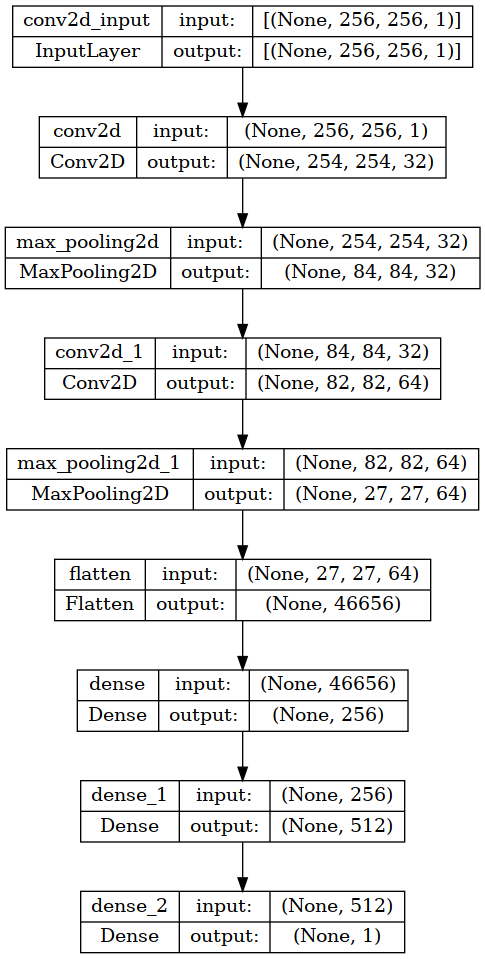 conv2d_input input: [(None, 256, 256, 1)]
InputLayer output: [(None, 256, 256, 1)]
conv2d input: (None, 256, 256, 1)
Conv2D output: (None, 254, 254, 32)
max_pooling2d input: (None, 254, 254, 32)
MaxPooling2D output: (None, 84, 84, 32)
conv2d_1 input: (None, 84, 84, 32)
Conv2D output: (None, 82, 82, 64)
max_pooling2d_1 input: (None, 82, 82, 64)
MaxPooling2D output: (None, 27, 27, 64)
flatten input: (None, 27, 27, 64)
Flatten output: (None, 46656)
dense input: (None, 46656)
Dense output: (None, 256)
dense_1 input: (None, 256)
Dense output: (None, 512)
dense_2 input: (None, 512)
Dense output: (None, 1)